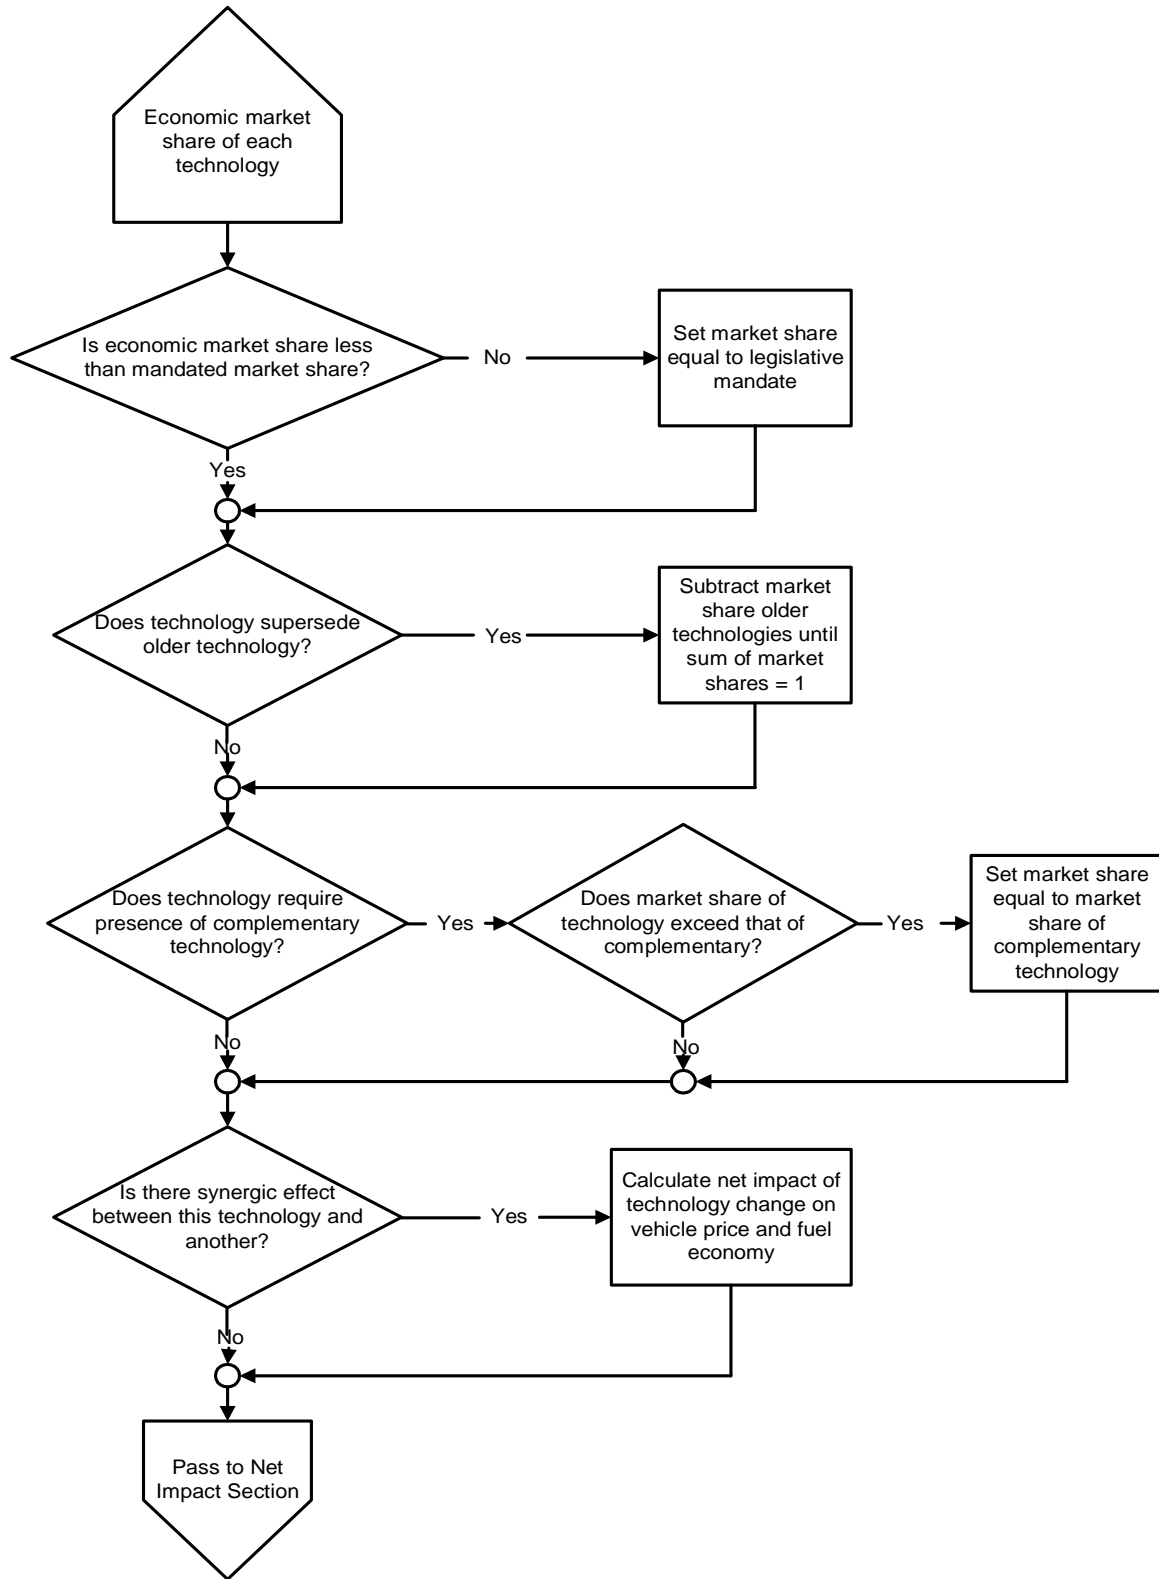 Economic market
share of each
technology
Is economic market share less
than mandated market share?
No
Set market share
equal to legislative
mandate
Yes
Does technology supersede
older technology?
Yes
Subtract market
share older
technologies until
sum of market
shares = 1
No
Does technology require
presence of complementary
technology?
Yes
Does market share of
technology exceed that of
complementary?
Yes
Set market share
equal to market
share of
complementary
technology
No
No
Is there synergic effect
between this technology and
another?
Yes
Calculate net impact of
technology change on
vehicle price and fuel
economy
No
Pass to Net
Impact Section